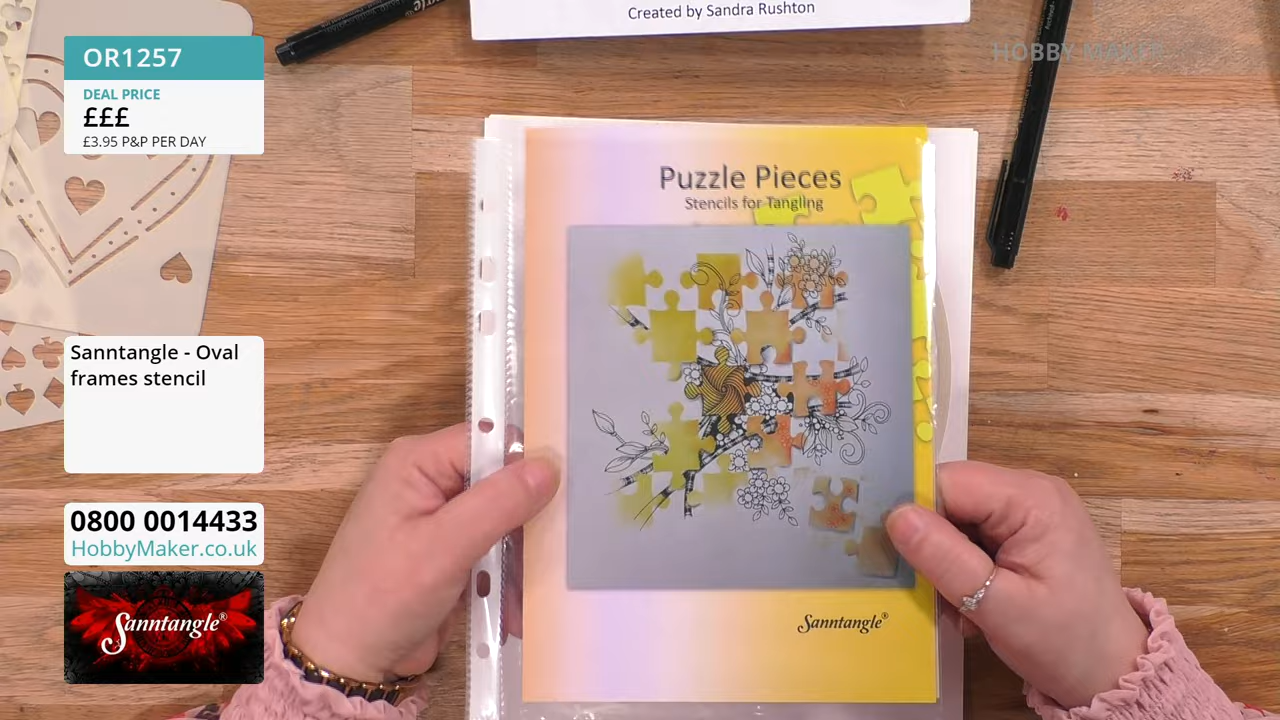 Created by Sandra Rushton
HOBBY MAKER
OR1257
DEAL PRICE
£££
£3.95 P&P PER DAY
Puzzle Pieces
Stencils for Tangling
Sanntangle - Oval
frames stencil
0800 0014433
HobbyMaker.co.uk
Sanntangle®
Sanntangle®